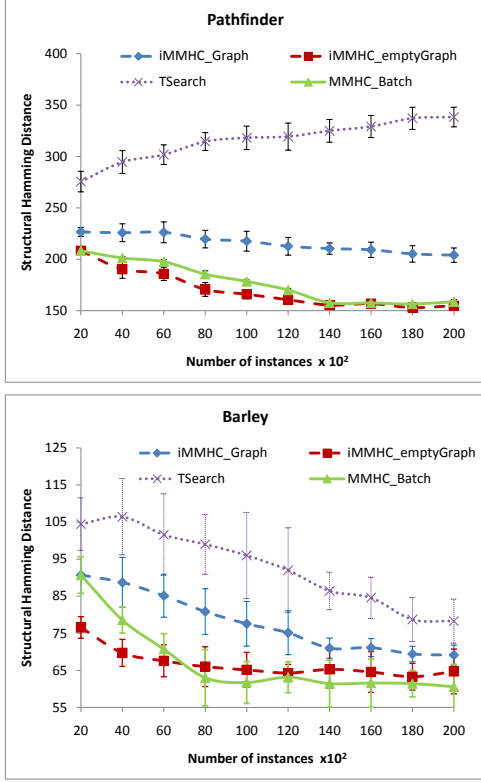 Pathfinder
iMMHC_Graph iMMHC_emptyGraph
TSearch MMHC_Batch
Structural Hamming Distance
400
350
300
250
200
150
20 40 60 80 100 120 140 160 180 200
Number of instances x 10²
Barley
iMMHC_Graph iMMHC_emptyGraph
TSearch MMHC_Batch
Structural Hamming Distance
125
115
105
95
85
75
65
55
20 40 60 80 100 120 140 160 180 200
Number of instances x10²